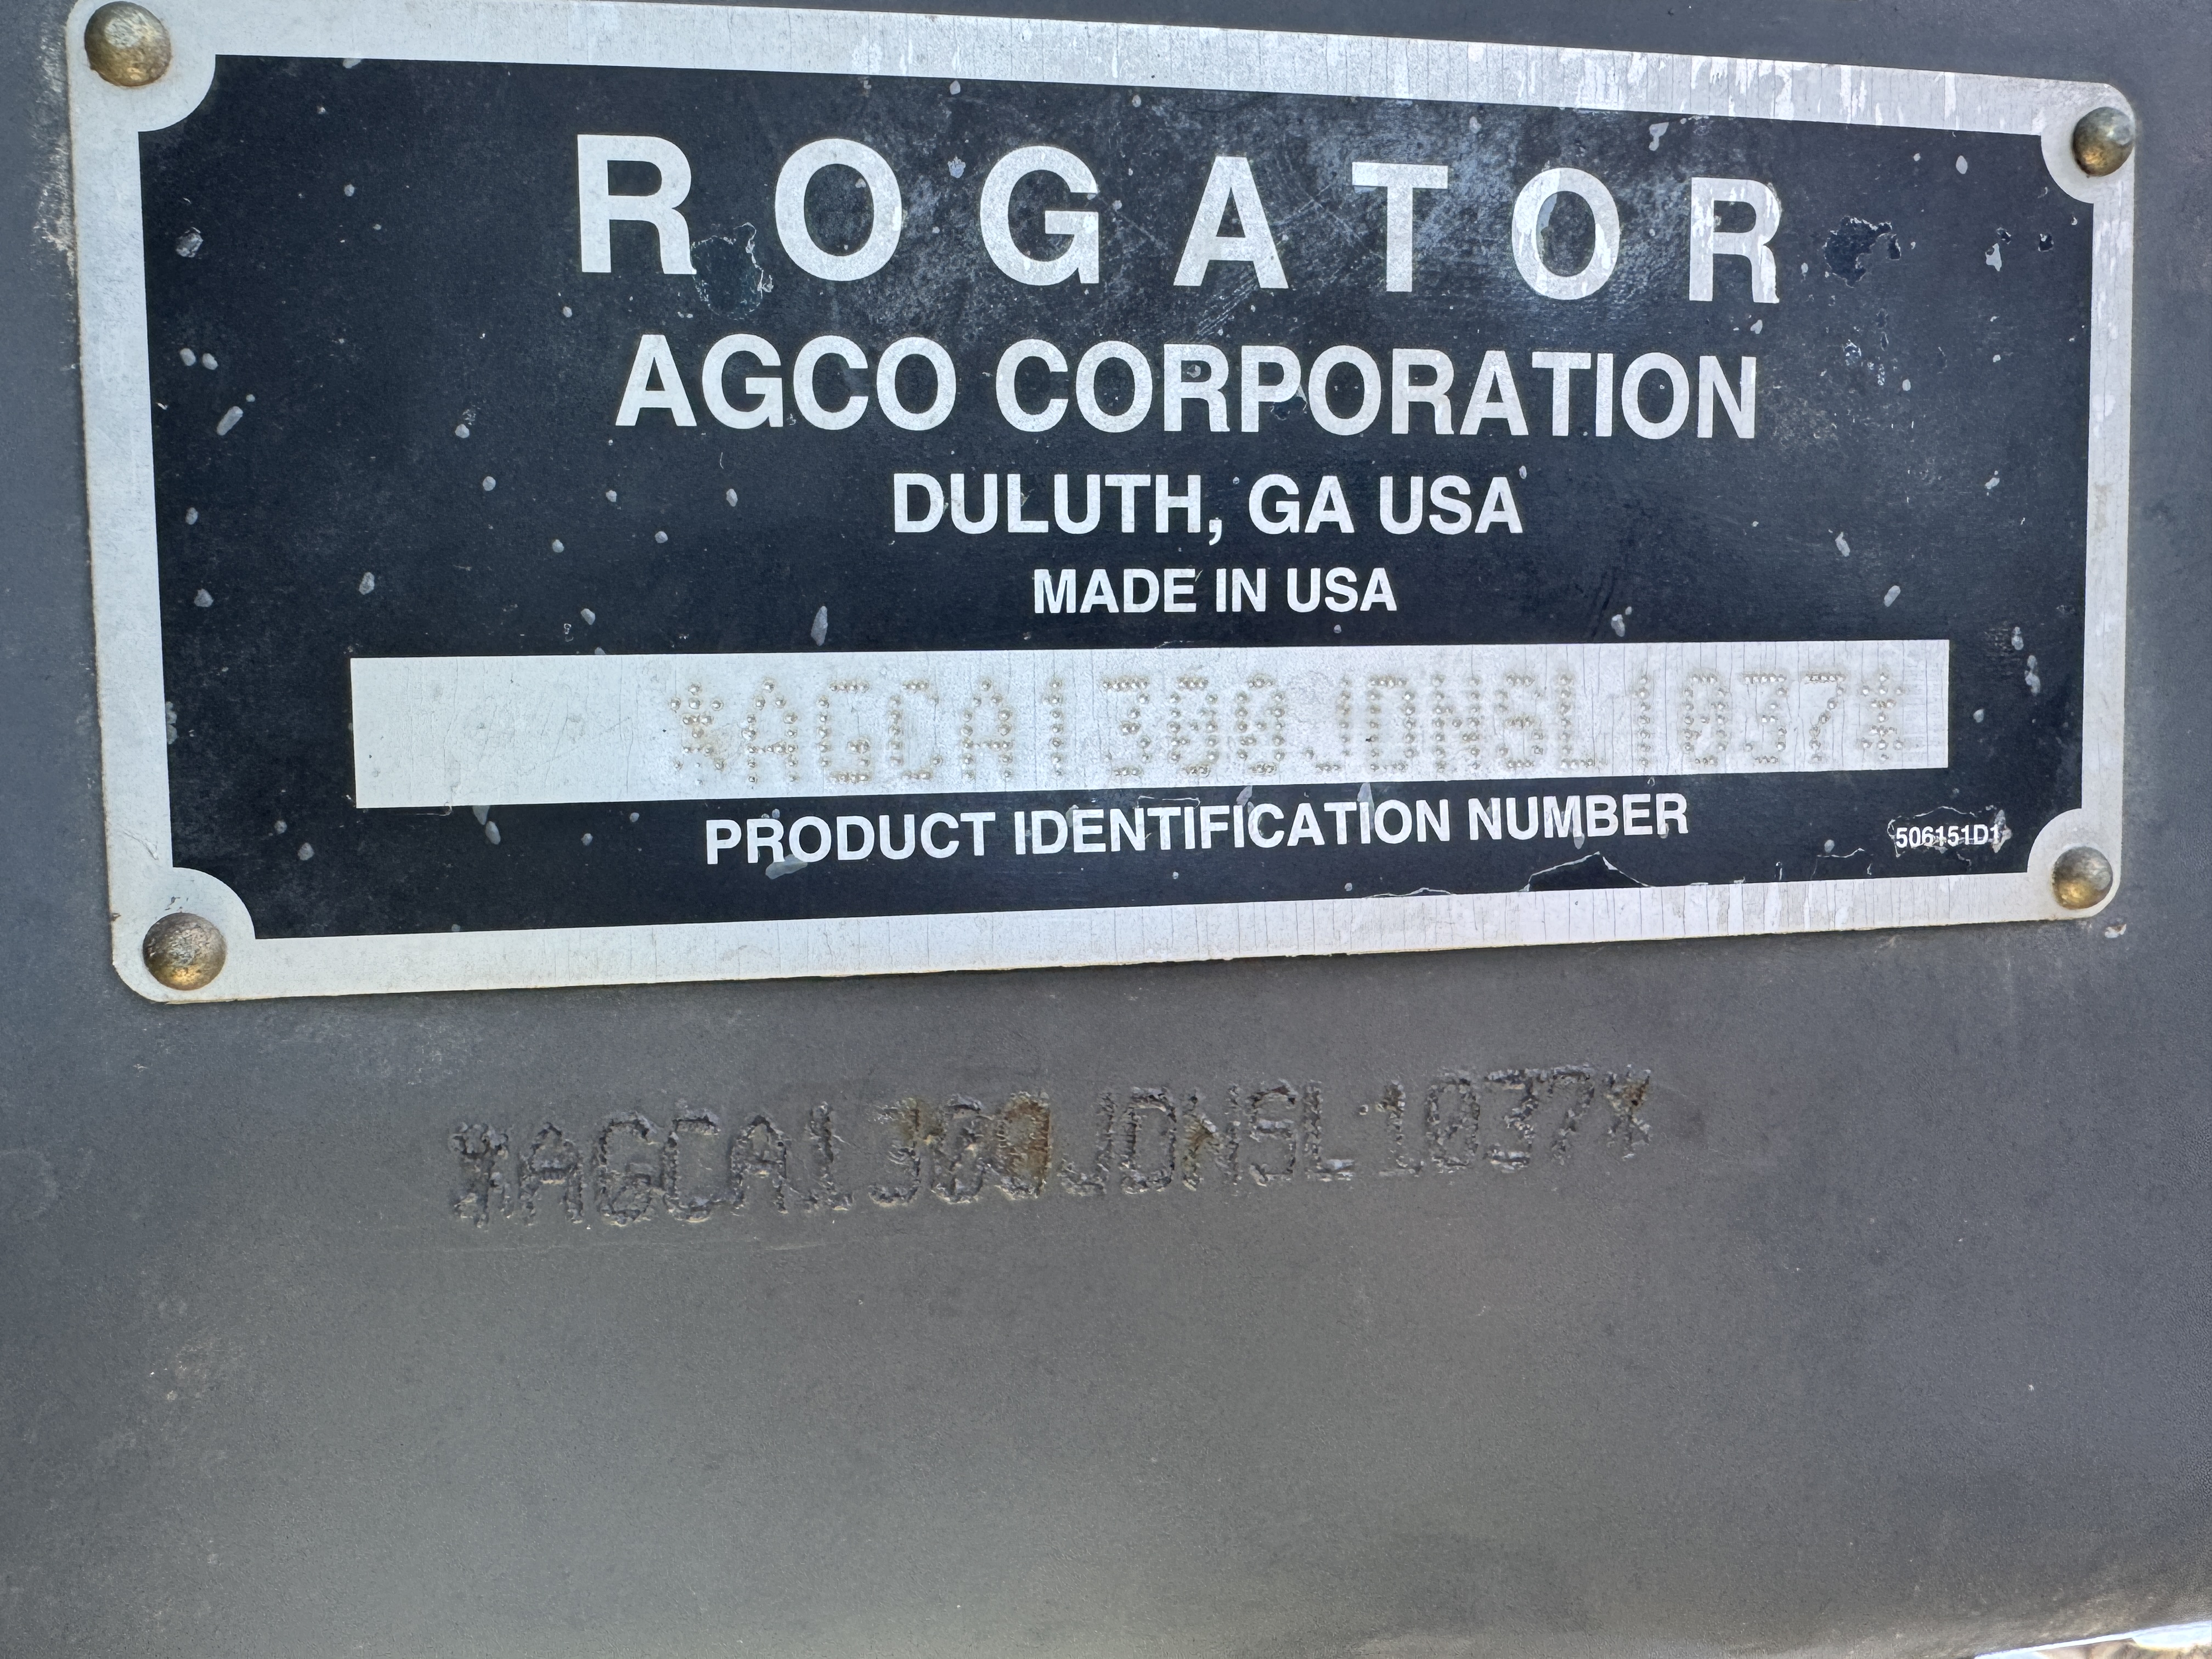 ROGATOR
AGCO CORPORATION
DULUTH, GA USA
MADE IN USA
*AGCA1300JDNSL1037*
PRODUCT IDENTIFICATION NUMBER
506151D1
*AGCA1300JDNSL1037*